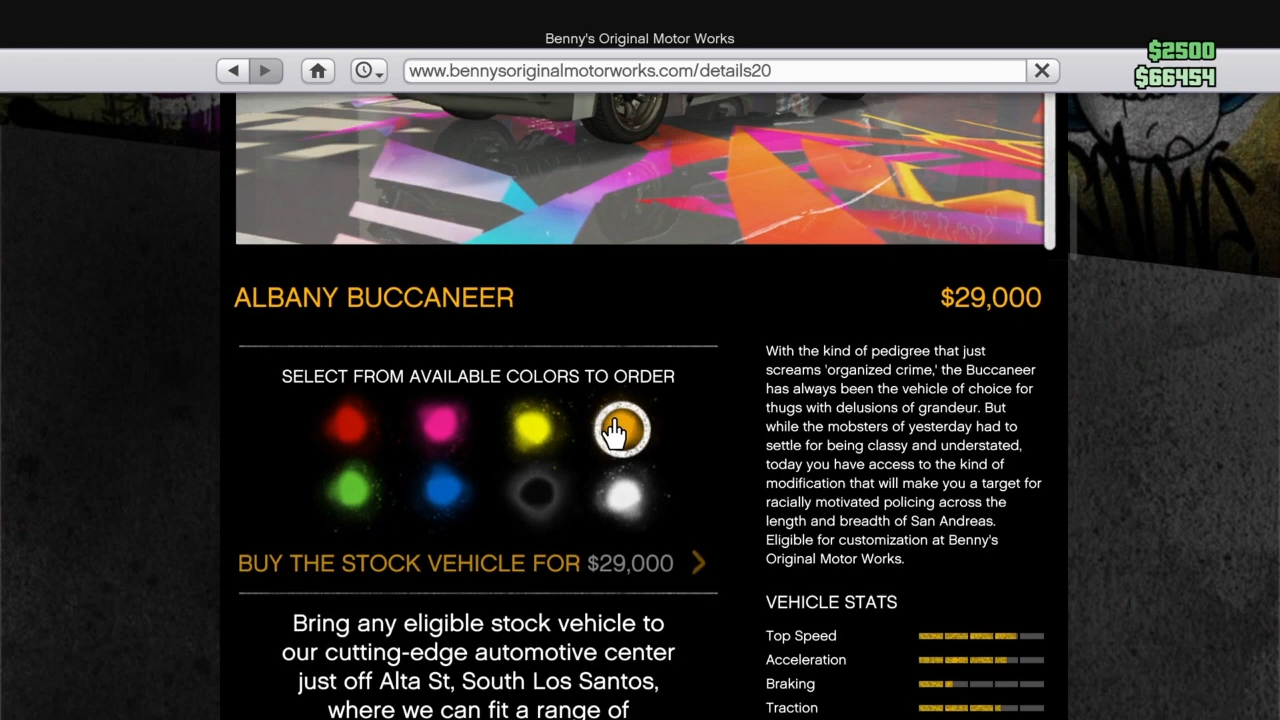 Benny's Original Motor Works
www.bennysoriginalmotorworks.com/details20
$2500
$66454
ALBANY BUCCANEER
$29,000
SELECT FROM AVAILABLE COLORS TO ORDER
BUY THE STOCK VEHICLE FOR $29,000
Bring any eligible stock vehicle to
our cutting-edge automotive center
just off Alta St, South Los Santos,
where we can fit a range of
With the kind of pedigree that just
screams 'organized crime,' the Buccaneer
has always been the vehicle of choice for
thugs with delusions of grandeur. But
while the mobsters of yesterday had to
settle for being classy and understated,
today you have access to the kind of
modification that will make you a target for
racially motivated policing across the
length and breadth of San Andreas.
Eligible for customization at Benny's
Original Motor Works.
VEHICLE STATS
Top Speed
Acceleration
Braking
Traction